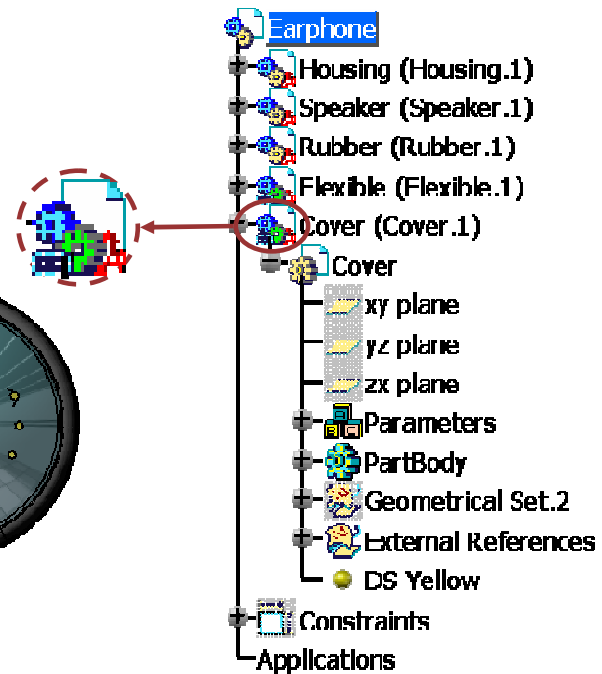 Earphone
Housing (Housing.1)
Speaker (Speaker.1)
Rubber (Rubber.1)
Flexible (Flexible.1)
Cover (Cover.1)
Cover
xy plane
yz plane
zx plane
Parameters
PartBody
Geometrical Set.2
External References
DS Yellow
Constraints
Applications